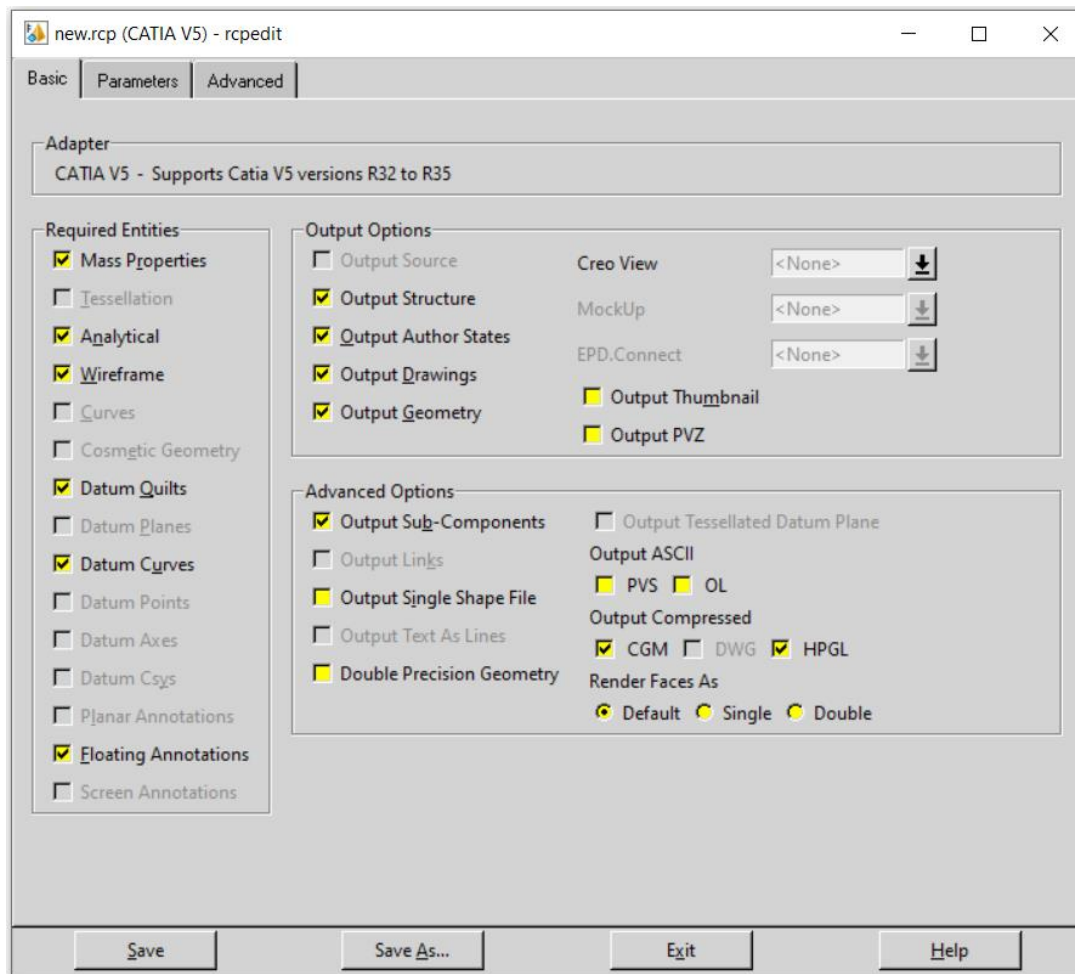 new.rcp (CATIA V5) - rcpedit
Basic
Parameters
Advanced
Adapter
CATIA V5 - Supports Catia V5 versions R32 to R35
Required Entities
Mass Properties
Tessellation
Analytical
Wireframe
Curves
Cosmetic Geometry
Datum Quilts
Datum Planes
Datum Curves
Datum Points
Datum Axes
Datum Csys
Planar Annotations
Floating Annotations
Screen Annotations
Output Options
Output Source
Output Structure
Output Author States
Output Drawings
Output Geometry
Creo View <None>
MockUp <None>
EPD.Connect <None>
Output Thumbnail
Output PVZ
Advanced Options
Output Sub-Components
Output Links
Output Single Shape File
Output Text As Lines
Double Precision Geometry
Output Tessellated Datum Plane
Output ASCII
PVS OL
Output Compressed
CGM DWG HPGL
Render Faces As
Default Single Double
Save Save As... Exit Help